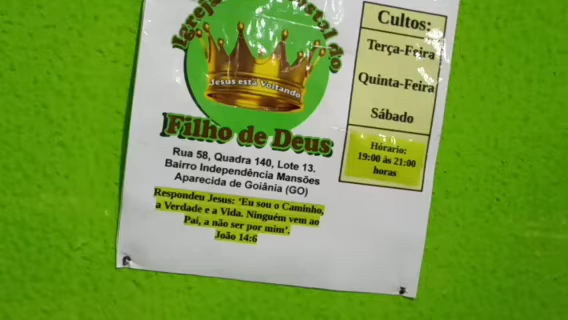 Jesus está Voltando
Filho de Deus
Rua 58, Quadra 140, Lote 13.
Bairro Independência Mansões
Aparecida de Goiânia (GO)
Respondeu Jesus: ‘Eu sou o Caminho,
a Verdade e a Vida. Ninguém vem ao
Pai, a não ser por mim’.
João 14:6
Cultos:
Terça-Feira
Quinta-Feira
Sábado
Horário:
19:00 às 21:00
horas